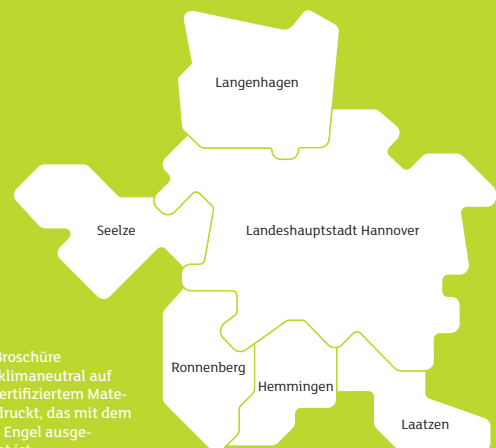 Langenhagen
Seelze
Landeshauptstadt Hannover
Ronnenberg
Hemmingen
Laatzen
Broschüre
klimaneutral auf
ertifiziertem Mate-
druckt, das mit dem
Engel ausge-